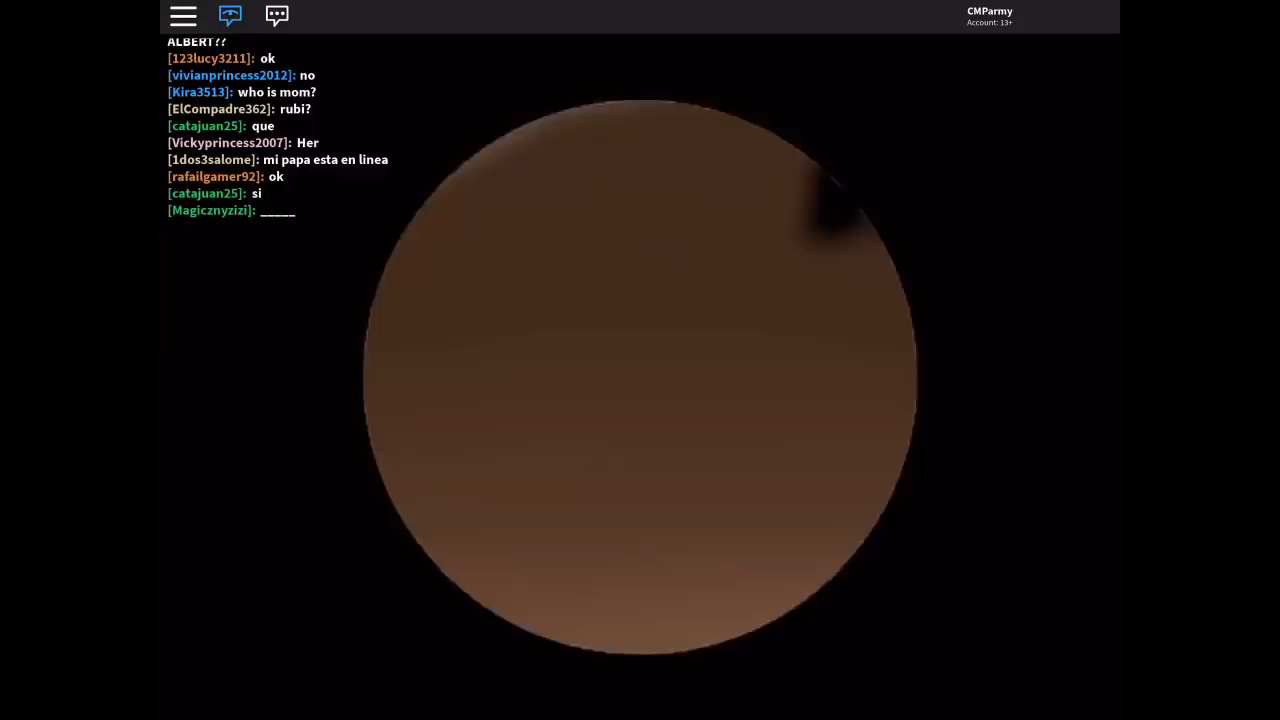 CMParmy
Account: 13+
ALBERT??
[123lucy3211]: ok
[vivianprincess2012]: no
[Kira3513]: who is mom?
[ElCompadre362]: rubi?
[catajuan25]: que
[Vickyprincess2007]: Her
[1dos3salome]: mi papa esta en linea
[rafailgamer92]: ok
[catajuan25]: si
[Magicznyzizi]: _____